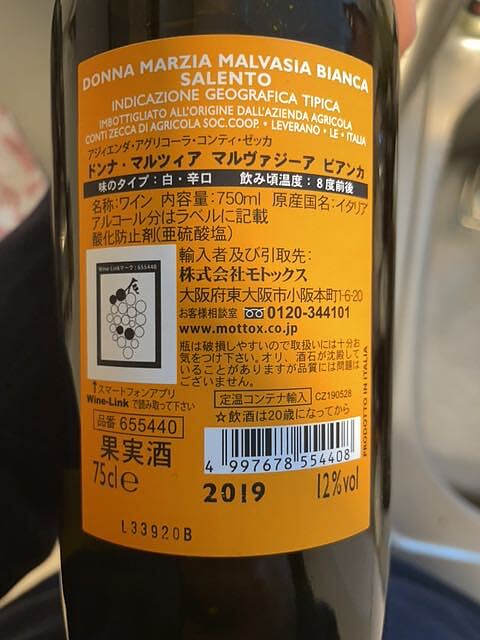 DONNA MARZIA MALVASIA BIANCA
SALENTO
INDICAZIONE GEOGRAFICA TIPICA
IMBOTTIGLIATO ALL'ORIGINE DALL'AZIENDA AGRICOLA
CONTI ZECCA DI AGRICOLA SOC.COOP. • LEVERANO • LE • ITALIA
アジィエンダ・アグリコーラ・コンティ・ゼッカ
ドンナ・マルツィア マルヴァジーア ビアンカ
味のタイプ:白・辛口 飲み頃温度:8度前後
名称:ワイン 内容量:750ml 原産国名:イタリア
アルコール分はラベルに記載
酸化防止剤(亜硫酸塩)
Wine Linkマーク:655440
輸入者及び引取先:
株式会社モトックス
大阪府東大阪市小阪本町1-6-20
お客様相談室 0120-344101
www.mottox.co.jp
瓶は破損しやすいので取扱いには十分お
気をつけ下さい。オリ、酒石が沈殿して
いることがありますが品質には問題は
ございません。
↑スマートフォンアプリ
Wine-Link で読み取って下さい
定温コンテナ輸入 CZ190528
☆飲酒は20歳になってから
PRODOTTO IN ITALIA
品番 655440
果実酒
75cl e
4 997678 554408
2019
12%vol
L33920B